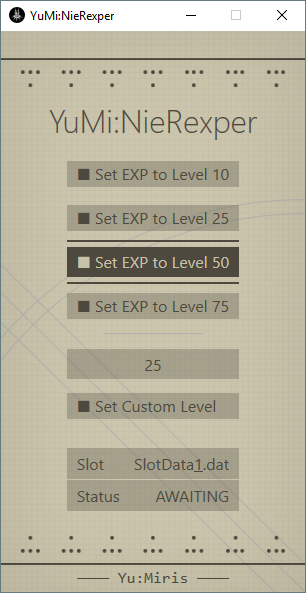 YuMi:NieRexper
YuMi:NieRexper
Set EXP to Level 10
Set EXP to Level 25
Set EXP to Level 50
Set EXP to Level 75
25
Set Custom Level
Slot SlotData1.dat
Status AWAITING
Yu:Miris